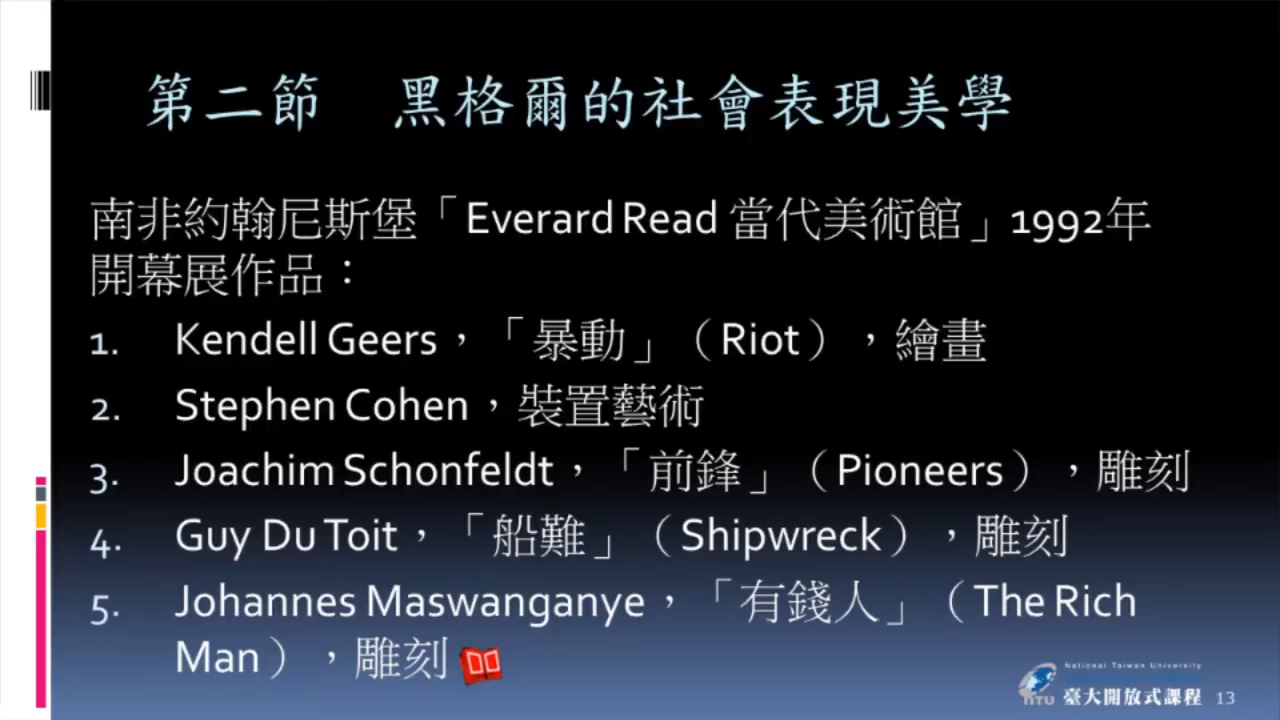 第二節　黑格爾的社會表現美學
南非約翰尼斯堡「Everard Read 當代美術館」1992年
開幕展作品：
1. Kendell Geers，「暴動」（Riot），繪畫
2. Stephen Cohen，裝置藝術
3. Joachim Schonfeldt，「前鋒」（Pioneers），雕刻
4. Guy Du Toit，「船難」（Shipwreck），雕刻
5. Johannes Maswanganye，「有錢人」（The Rich
Man），雕刻
National Taiwan University
NTU 臺大開放式課程 13